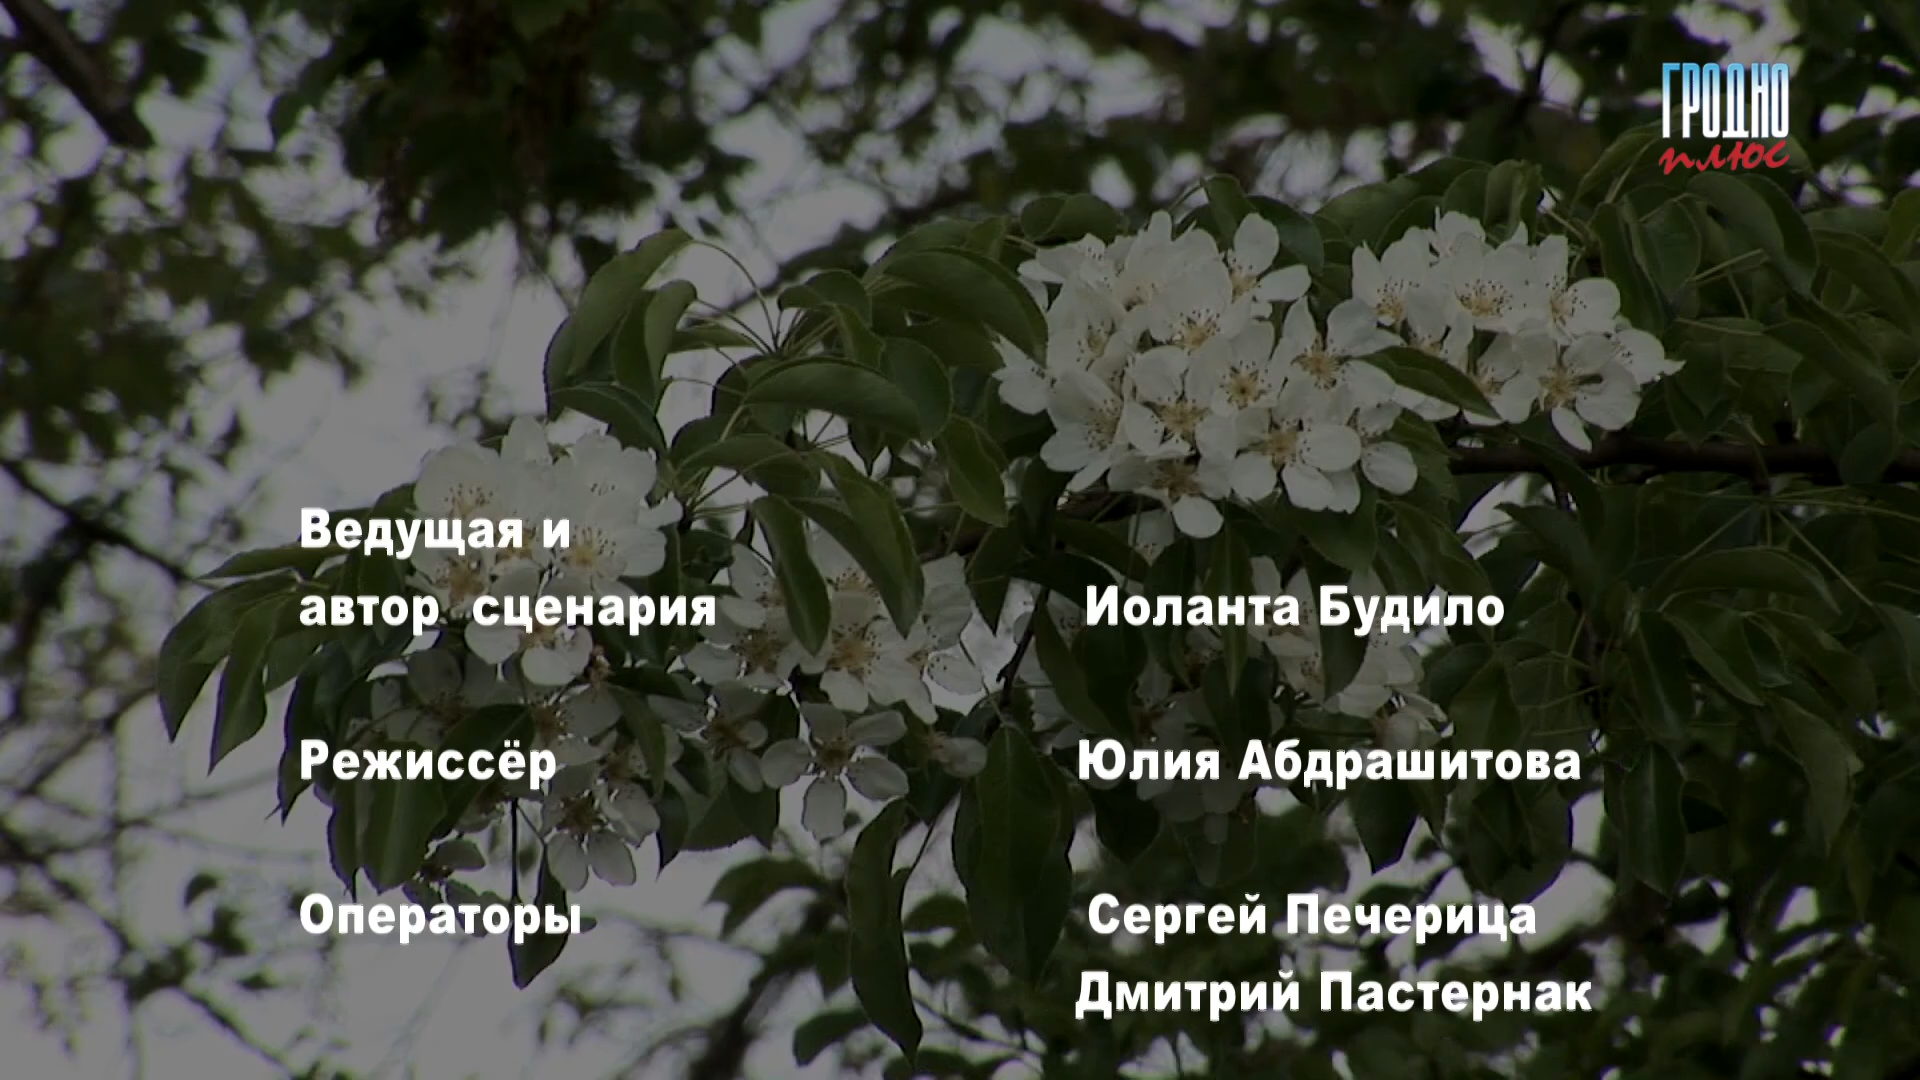 ГРОДНО
плюс
Ведущая и
автор сценария
Иоланта Будило
Режиссёр
Юлия Абдрашитова
Операторы
Сергей Печерица
Дмитрий Пастернак